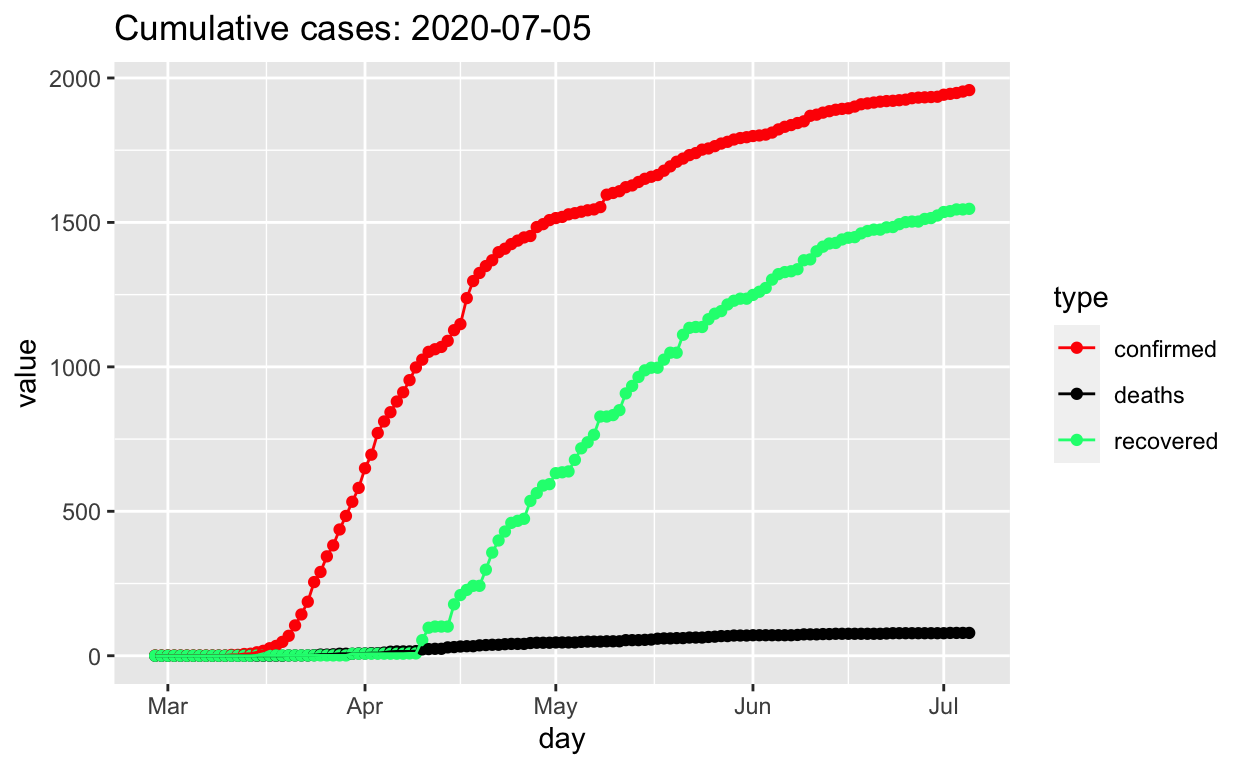 Cumulative cases: 2020-07-05
2000
1500
1000
500
0
value
Mar Apr May Jun Jul
day
type
confirmed
deaths
recovered